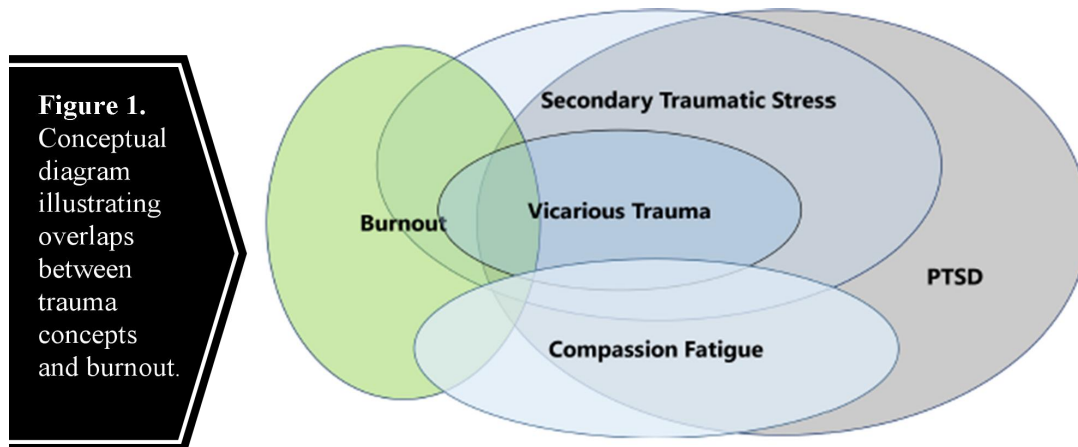 Figure 1.
Conceptual
diagram
illustrating
overlaps
between
trauma
concepts
and burnout.
Secondary Traumatic Stress
Vicarious Trauma
Burnout
PTSD
Compassion Fatigue